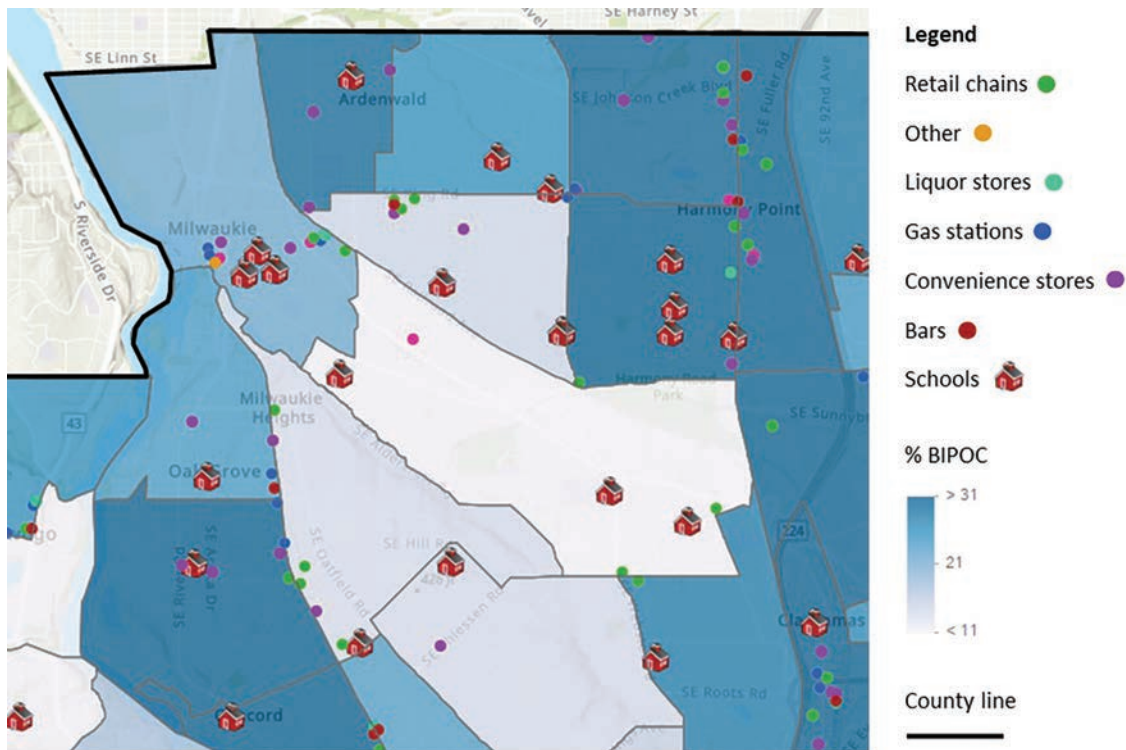 SE Harney St
SE Linn St
Ardenwald
SE Johnson Creek Blvd
SE Fuller Rd
SE 92nd Ave
S Riverside Dr
Milwaukie
Harmony Point
Milwaukie
Heights
Harmony Road
Park
43
SE Sunnyb
Oak Grove
SE Alder
224
SE Hill R
SE Oatfield Rd
SE Thiessen Rd
Clackamas
SE Roots Rd
Concord
Legend
Retail chains
Other
Liquor stores
Gas stations
Convenience stores
Bars
Schools
% BIPOC
> 31
21
< 11
County line